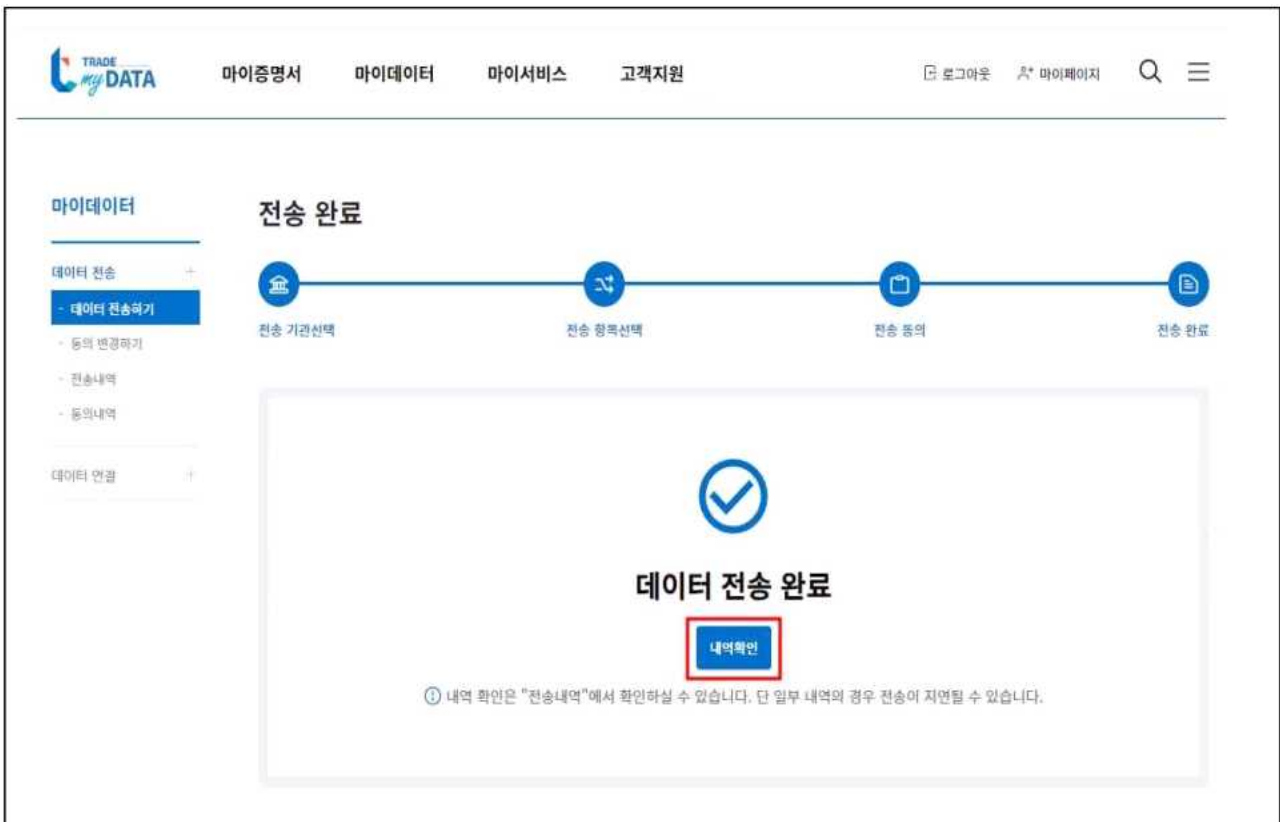 TRADE
my DATA
마이증명서 마이데이터 마이서비스 고객지원 로그아웃 마이페이지
마이데이터
전송 완료
데이터 전송
- 데이터 전송하기
- 동의 변경하기
- 전송내역
- 동의내역
데이터 연결
전송 기관선택 전송 항목선택 전송 동의 전송 완료
데이터 전송 완료
내역확인
내역 확인은 "전송내역"에서 확인하실 수 있습니다. 단 일부 내역의 경우 전송이 지연될 수 있습니다.